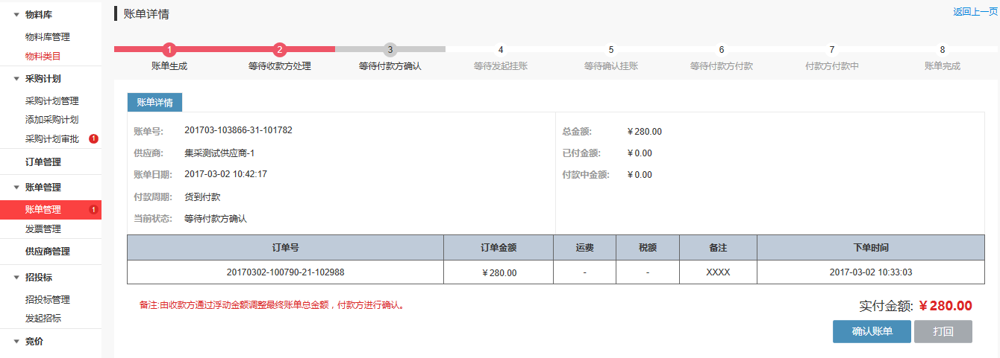 物料库
物料库管理
物料类目
采购计划
采购计划管理
添加采购计划
采购计划审批 1
订单管理
账单管理
账单管理 1
发票管理
供应商管理
招投标
招投标管理
发起招标
竞价
账单详情
返回上一页
1 2 3 4 5 6 7 8
账单生成 等待收款方处理 等待付款方确认 等待发起挂账 等待确认挂账 等待付款方付款 付款方付款中 账单完成
账单详情
账单号: 201703-103866-31-101782
供应商: 集采测试供应商-1
账单日期: 2017-03-02 10:42:17
付款周期: 货到付款
当前状态: 等待付款方确认
总金额: ¥280.00
已付金额: ¥0.00
付款中金额: ¥0.00
订单号 订单金额 运费 税额 备注 下单时间
20170302-100790-21-102988 ¥280.00 - - XXXX 2017-03-02 10:33:03
备注:由收款方通过浮动金额调整最终账单总金额，付款方进行确认。
实付金额: ¥280.00
确认账单 打回